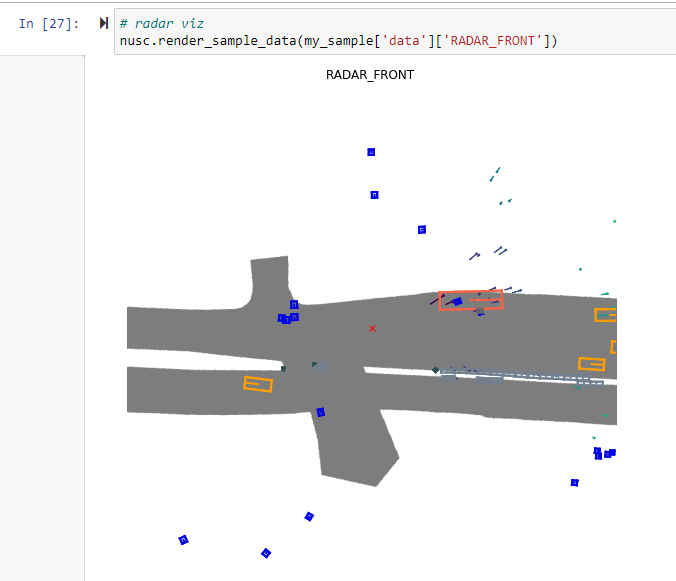 In [27]:
# radar viz
nusc.render_sample_data(my_sample['data']['RADAR_FRONT'])
RADAR_FRONT